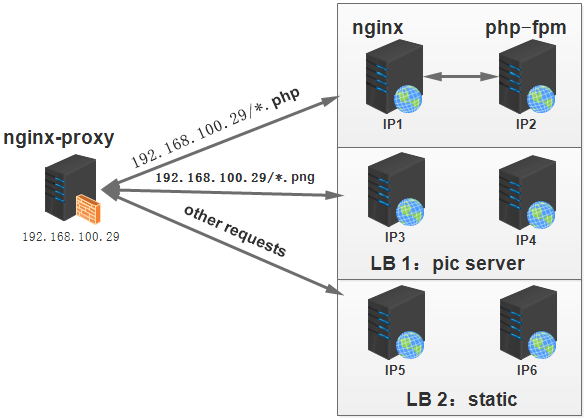 nginx
php-fpm
IP1
IP2
192.168.100.29/*.php
nginx-proxy
192.168.100.29
192.168.100.29/*.png
IP3
IP4
LB 1：pic server
other requests
IP5
IP6
LB 2：static